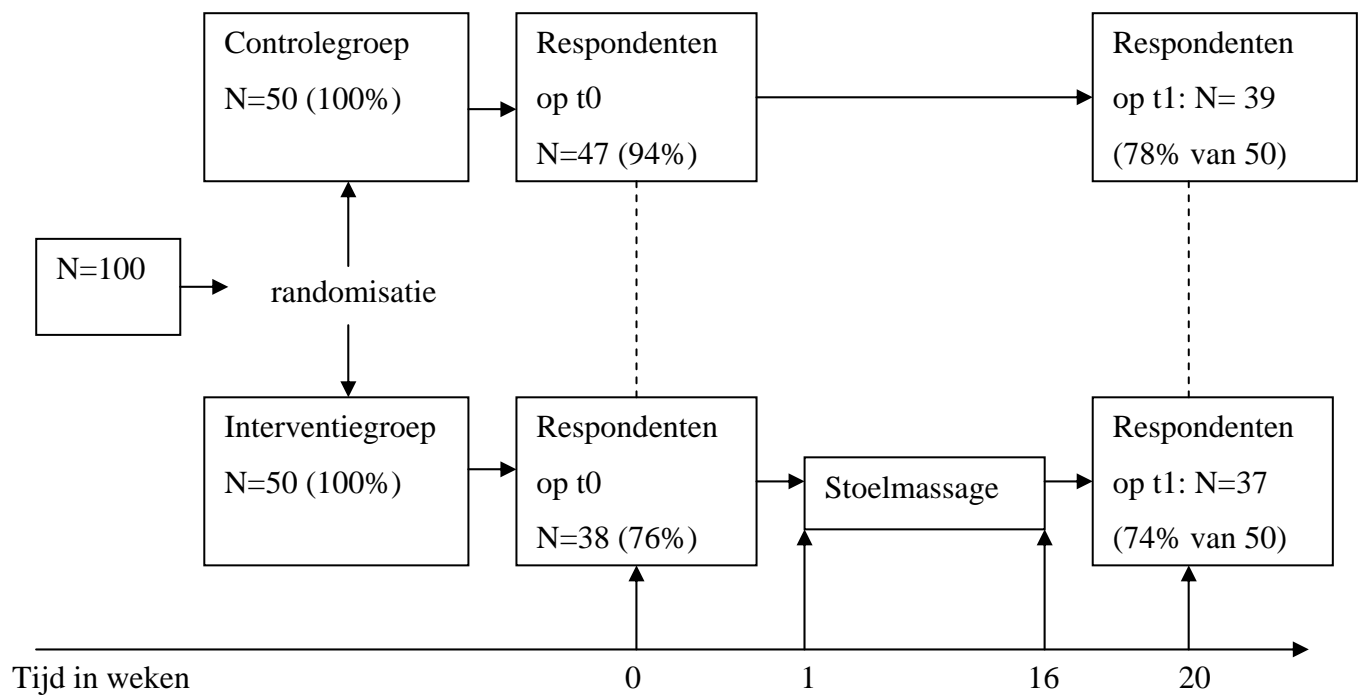 Controlegroep
N=50 (100%)
Respondenten
op t0
N=47 (94%)
Respondenten
op t1: N= 39
(78% van 50)
N=100
randomisatie
Interventiegroep
N=50 (100%)
Respondenten
op t0
N=38 (76%)
Stoelmassage
Respondenten
op t1: N=37
(74% van 50)
Tijd in weken
0
1
16
20